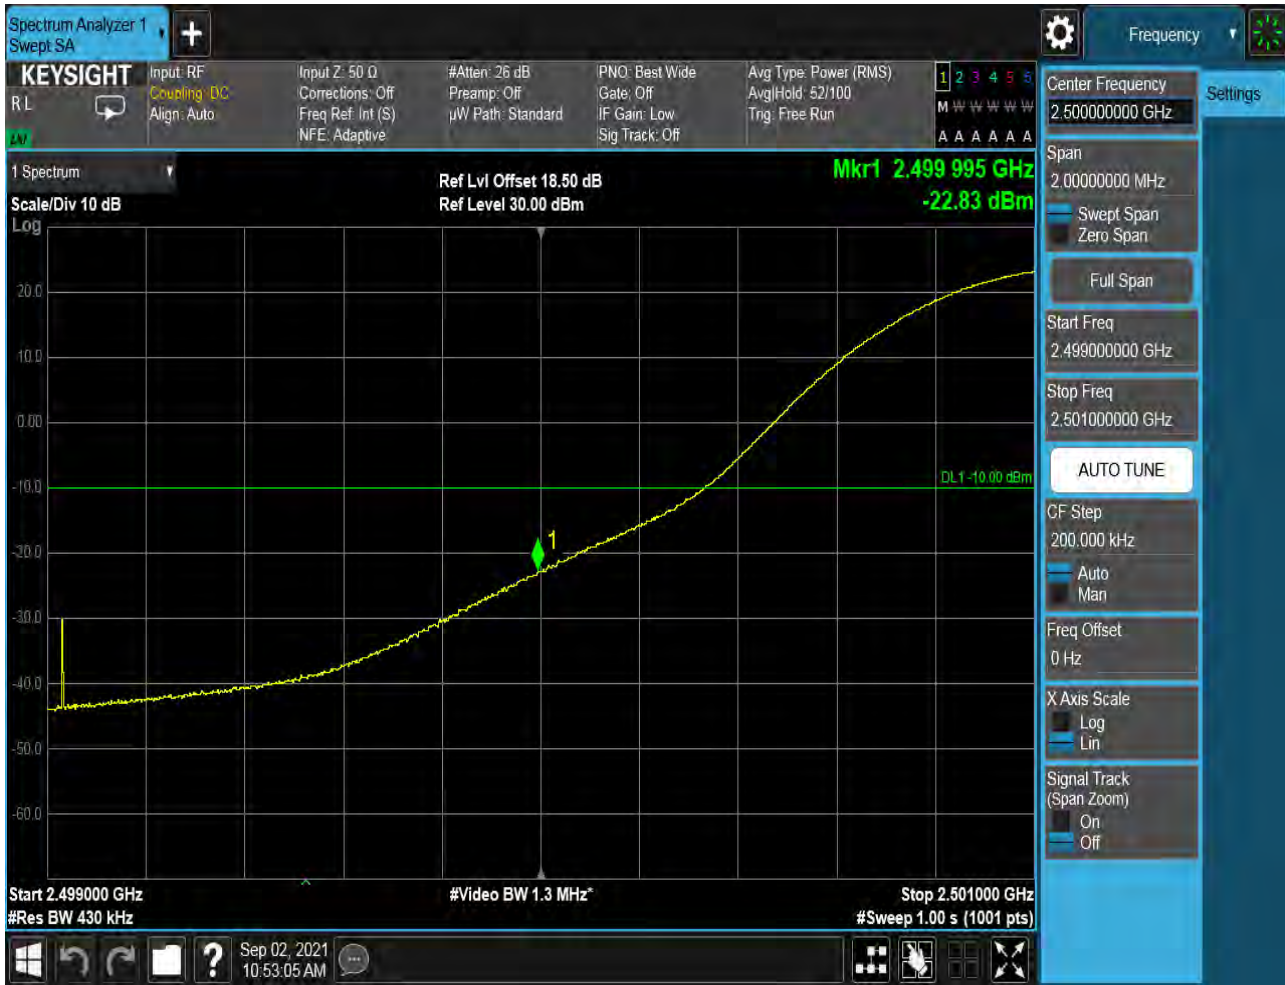 Spectrum Analyzer 1
Swept SA
Frequency
KEYSIGHT
R L
LXI
Input: RF
Coupling: DC
Align: Auto
Input Z: 50 Ω
Corrections: Off
Freq Ref: Int (S)
NFE: Adaptive
#Atten: 26 dB
Preamp: Off
µW Path: Standard
PNO: Best Wide
Gate: Off
IF Gain: Low
Sig Track: Off
Avg Type: Power (RMS)
Avg|Hold: 52/100
Trig: Free Run
1 2 3 4 5 6
M W W W W W
A A A A A A
1 Spectrum
Scale/Div 10 dB
Log
Ref Lvl Offset 18.50 dB
Ref Level 30.00 dBm
Mkr1 2.499 995 GHz
-22.83 dBm
20.0
10.0
0.00
-10.0
-20.0
-30.0
-40.0
-50.0
-60.0
DL1 -10.00 dBm
1
Start 2.499000 GHz
#Res BW 430 kHz
#Video BW 1.3 MHz*
Stop 2.501000 GHz
#Sweep 1.00 s (1001 pts)
Center Frequency
2.500000000 GHz
Settings
Span
2.00000000 MHz
Swept Span
Zero Span
Full Span
Start Freq
2.499000000 GHz
Stop Freq
2.501000000 GHz
AUTO TUNE
CF Step
200.000 kHz
Auto
Man
Freq Offset
0 Hz
X Axis Scale
Log
Lin
Signal Track
(Span Zoom)
On
Off
?
Sep 02, 2021
10:53:05 AM